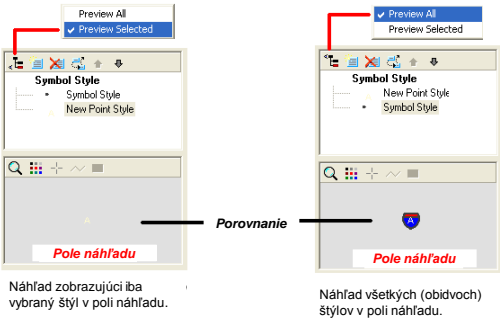 Preview All
Preview Selected
Symbol Style
Symbol Style
New Point Style
A
Pole náhľadu
Náhľad zobrazujúci iba
vybraný štýl v poli náhľadu.
Porovnanie
Preview All
Preview Selected
Symbol Style
New Point Style
Symbol Style
A
Pole náhľadu
Náhľad všetkých (obidvoch)
štýlov v poli náhľadu.